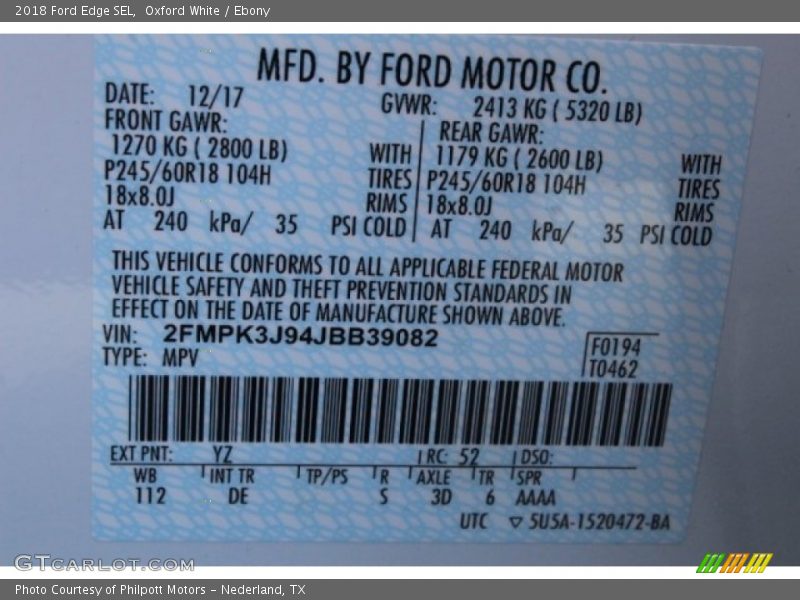 2018 Ford Edge SEL, Oxford White / Ebony
MFD. BY FORD MOTOR CO.
DATE: 12/17 GVWR: 2413 KG ( 5320 LB)
FRONT GAWR: REAR GAWR:
1270 KG ( 2800 LB) WITH 1179 KG ( 2600 LB) WITH
P245/60R18 104H TIRES P245/60R18 104H TIRES
18x8.0J RIMS 18x8.0J RIMS
AT 240 kPa/ 35 PSI COLD AT 240 kPa/ 35 PSI COLD
THIS VEHICLE CONFORMS TO ALL APPLICABLE FEDERAL MOTOR
VEHICLE SAFETY AND THEFT PREVENTION STANDARDS IN
EFFECT ON THE DATE OF MANUFACTURE SHOWN ABOVE.
VIN: 2FMPK3J94JBB39082 F0194
TYPE: MPV T0462
EXT PNT: YZ RC: 52 DSO:
WB INT TR TP/PS R AXLE TR SPR
112 DE S 3D 6 AAAA
UTC ▽ 5U5A-1520472-BA
GTcarlot.com
Photo Courtesy of Philpott Motors - Nederland, TX